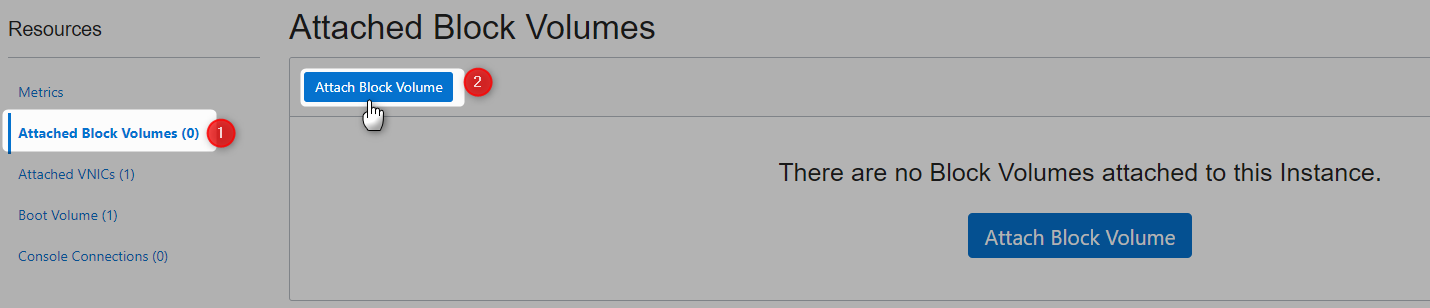 Resources
Metrics
Attached Block Volumes (0)
1
Attached VNICs (1)
Boot Volume (1)
Console Connections (0)
Attached Block Volumes
Attach Block Volume
2
There are no Block Volumes attached to this Instance.
Attach Block Volume